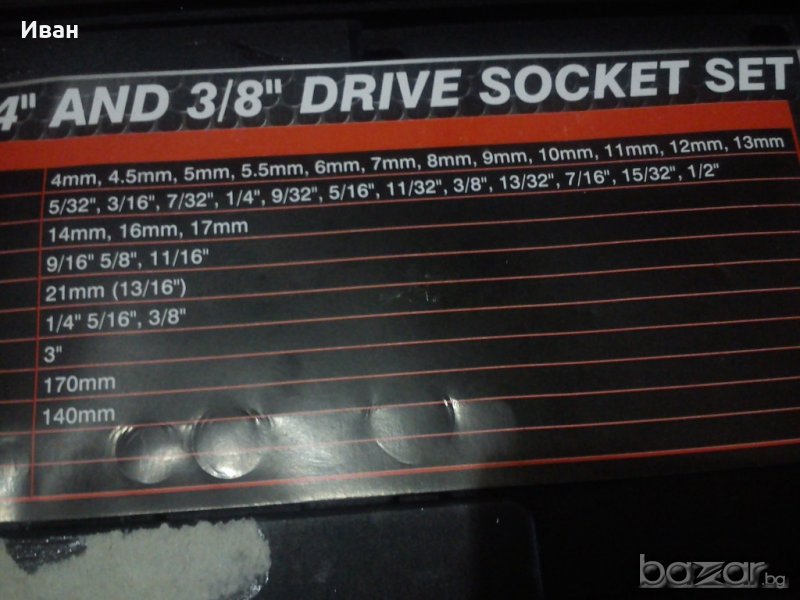 Иван
4" AND 3/8" DRIVE SOCKET SET
4mm, 4.5mm, 5mm, 5.5mm, 6mm, 7mm, 8mm, 9mm, 10mm, 11mm, 12mm, 13mm
5/32", 3/16", 7/32", 1/4", 9/32", 5/16", 11/32", 3/8", 13/32", 7/16", 15/32", 1/2"
14mm, 16mm, 17mm
9/16" 5/8", 11/16"
21mm (13/16")
1/4" 5/16", 3/8"
3"
170mm
140mm
bazar.bg